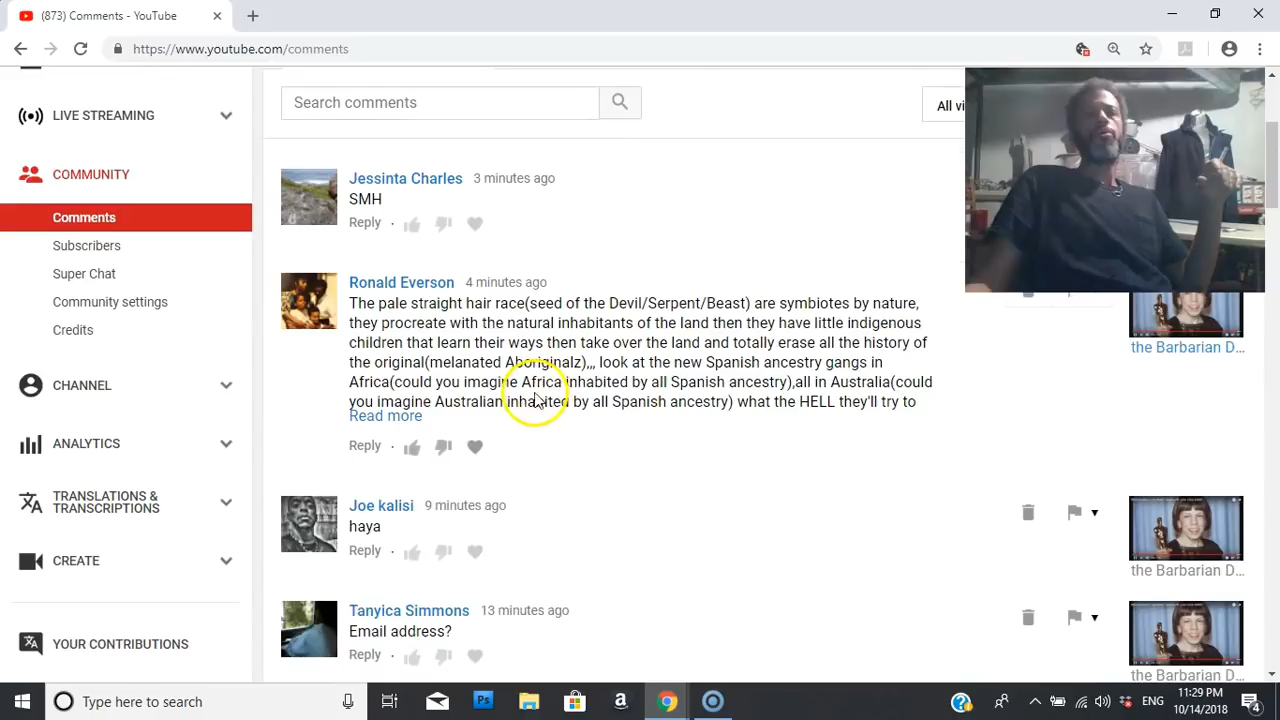 (873) Comments - YouTube
https://www.youtube.com/comments
LIVE STREAMING
COMMUNITY
Comments
Subscribers
Super Chat
Community settings
Credits
CHANNEL
ANALYTICS
TRANSLATIONS &
TRANSCRIPTIONS
CREATE
YOUR CONTRIBUTIONS
Search comments
All vi
Jessinta Charles 3 minutes ago
SMH
Reply
Ronald Everson 4 minutes ago
The pale straight hair race(seed of the Devil/Serpent/Beast) are symbiotes by nature,
they procreate with the natural inhabitants of the land then they have little indigenous
children that learn their ways then take over the land and totally erase all the history of
the original(melanated Aboriginalz),,, look at the new Spanish ancestry gangs in
Africa(could you imagine Africa inhabited by all Spanish ancestry),all in Australia(could
you imagine Australian inhabited by all Spanish ancestry) what the HELL they'll try to
Read more
Reply
the Barbarian D...
Joe kalisi 9 minutes ago
haya
Reply
the Barbarian D...
Tanyica Simmons 13 minutes ago
Email address?
Reply
the Barbarian D...
Type here to search
Ps
a
ENG
11:29 PM
10/14/2018
4